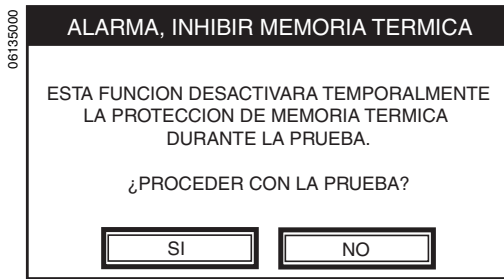 06135000
ALARMA, INHIBIR MEMORIA TERMICA
ESTA FUNCION DESACTIVARA TEMPORALMENTE
LA PROTECCION DE MEMORIA TERMICA
DURANTE LA PRUEBA.
¿PROCEDER CON LA PRUEBA?
SI
NO